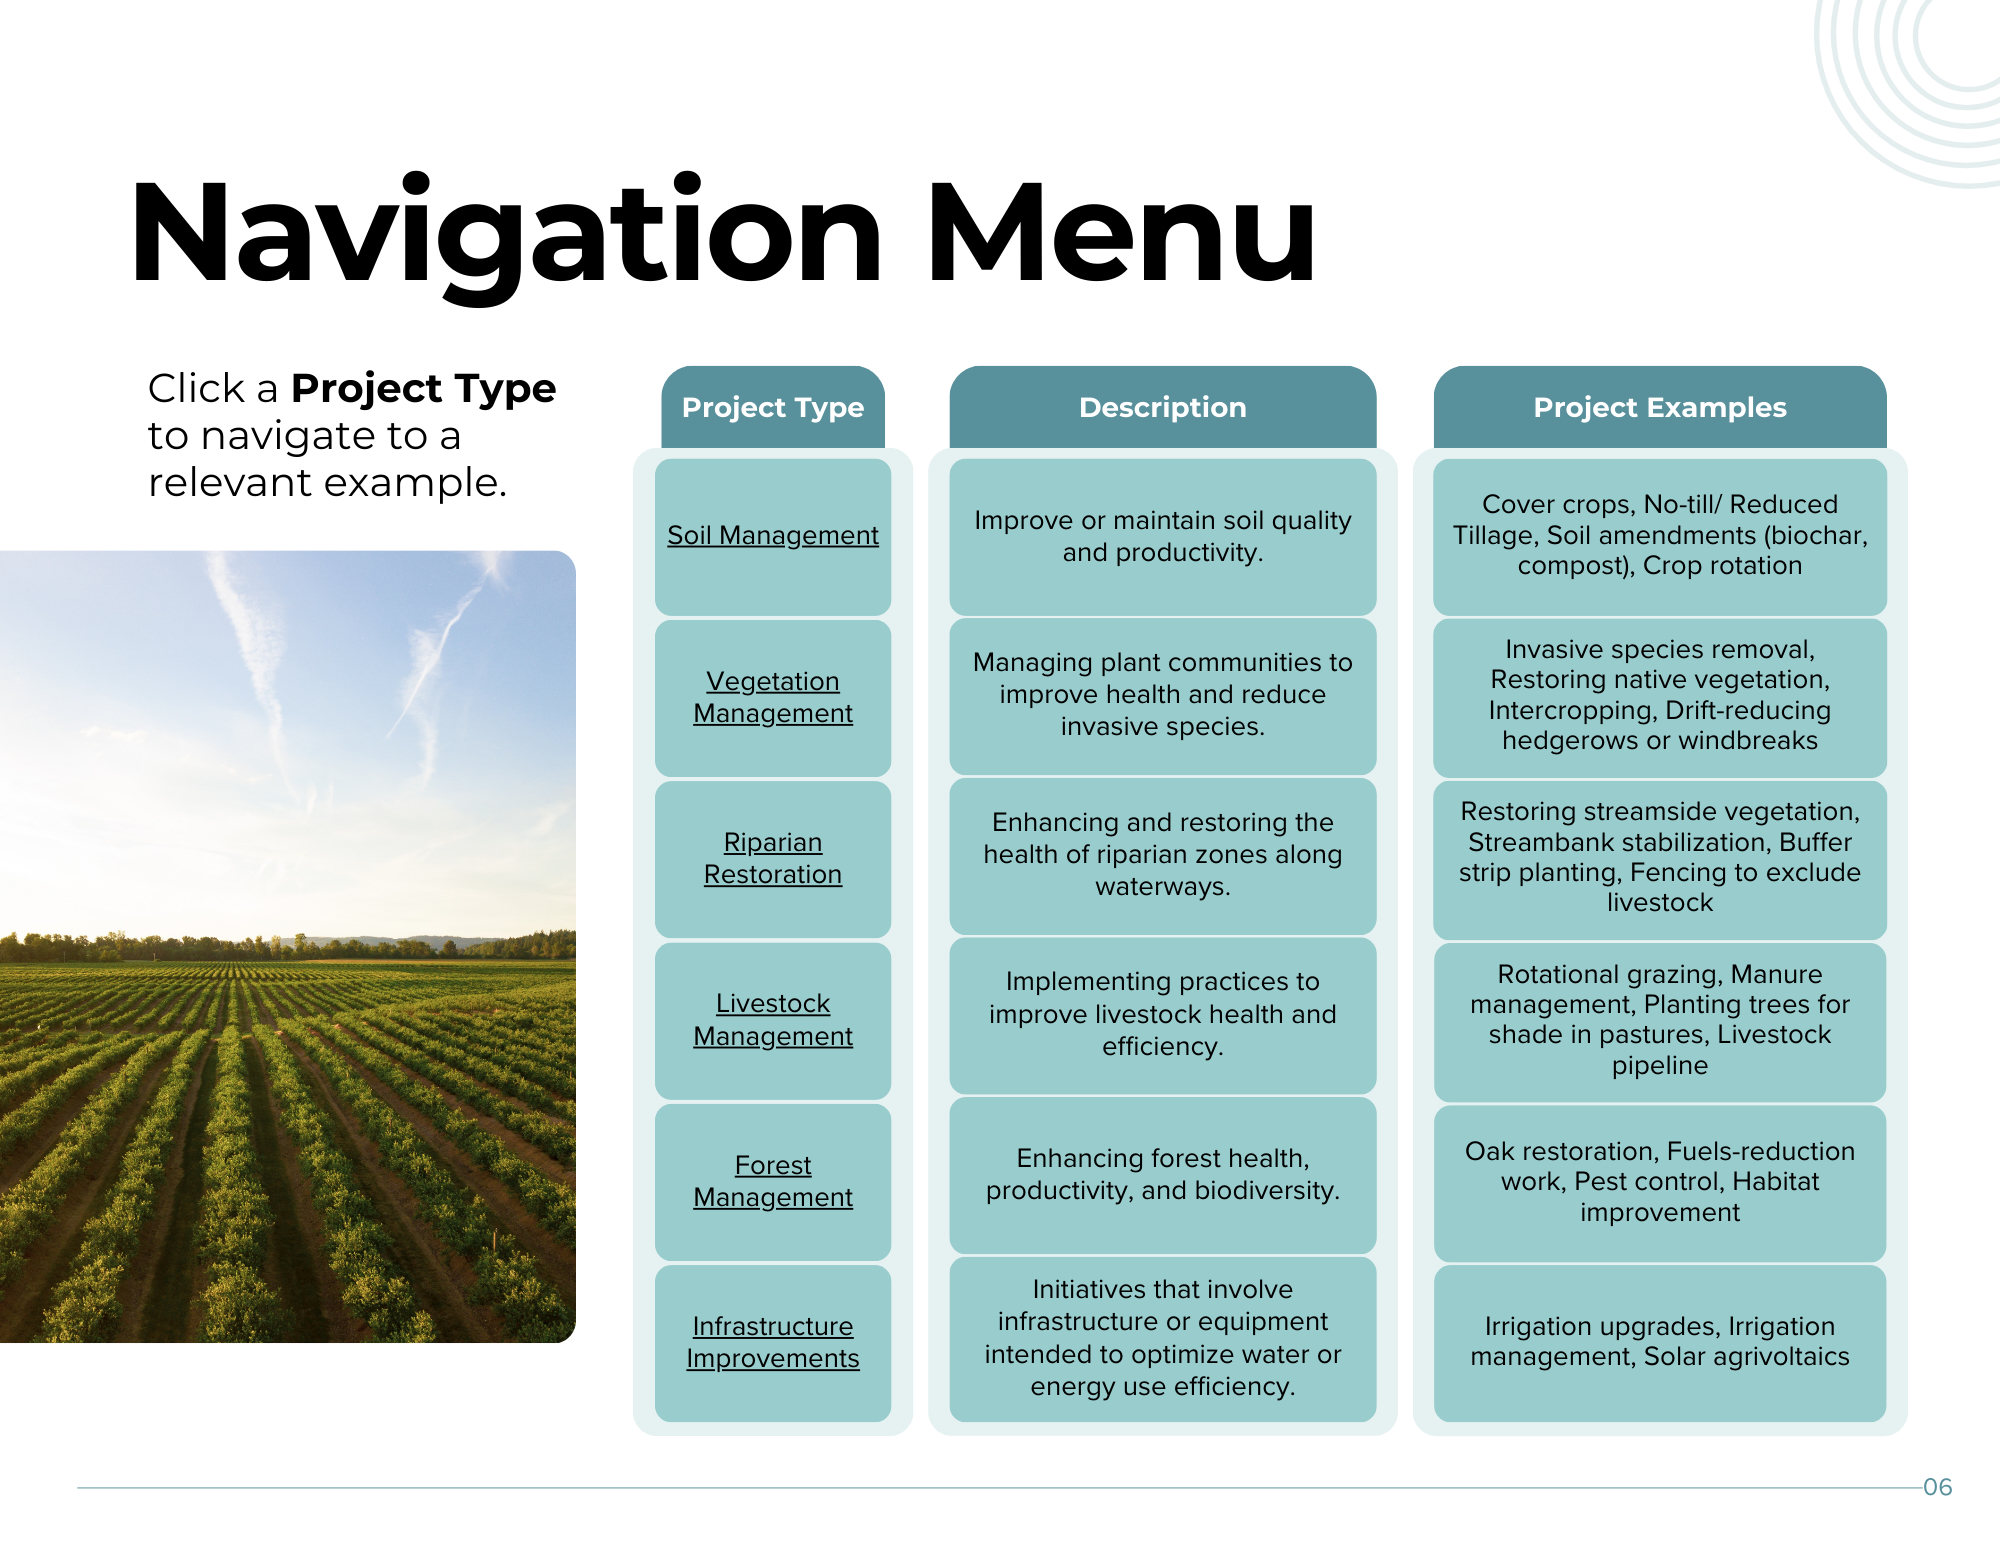 Navigation Menu
Click a Project Type
to navigate to a
relevant example.
Project Type
Description
Project Examples
Soil Management
Improve or maintain soil quality
and productivity.
Cover crops, No-till/ Reduced
Tillage, Soil amendments (biochar,
compost), Crop rotation
Vegetation
Management
Managing plant communities to
improve health and reduce
invasive species.
Invasive species removal,
Restoring native vegetation,
Intercropping, Drift-reducing
hedgerows or windbreaks
Riparian
Restoration
Enhancing and restoring the
health of riparian zones along
waterways.
Restoring streamside vegetation,
Streambank stabilization, Buffer
strip planting, Fencing to exclude
livestock
Livestock
Management
Implementing practices to
improve livestock health and
efficiency.
Rotational grazing, Manure
management, Planting trees for
shade in pastures, Livestock
pipeline
Forest
Management
Enhancing forest health,
productivity, and biodiversity.
Oak restoration, Fuels-reduction
work, Pest control, Habitat
improvement
Infrastructure
Improvements
Initiatives that involve
infrastructure or equipment
intended to optimize water or
energy use efficiency.
Irrigation upgrades, Irrigation
management, Solar agrivoltaics
06